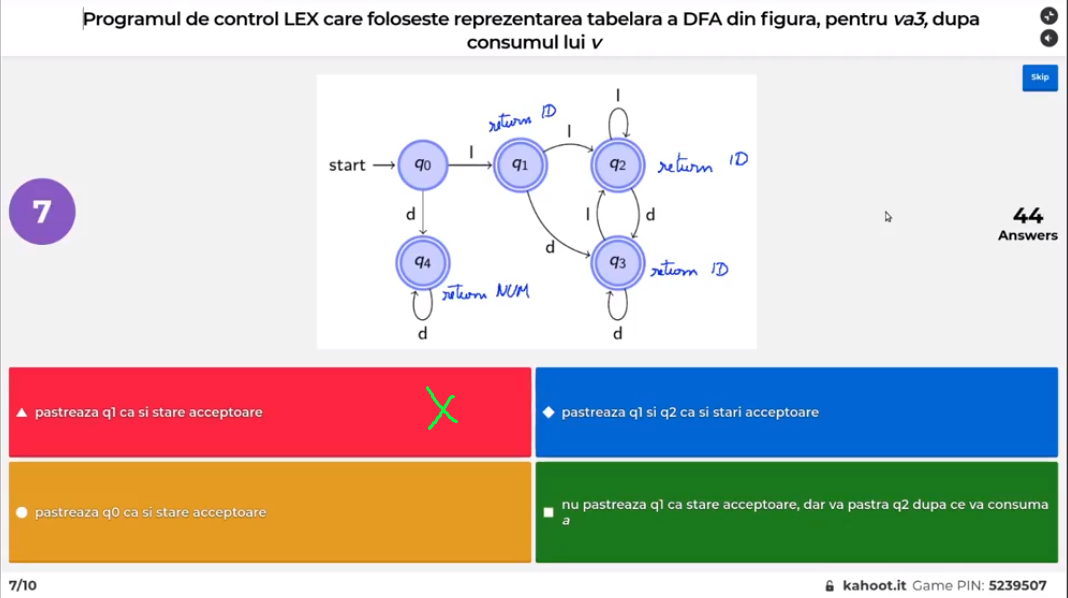 Programul de control LEX care foloseste reprezentarea tabelara a DFA din figura, pentru va3, dupa
consumul lui v
Skip
7
44
Answers
return ID
l
l
l
start
q0
q1
q2
return ID
d
l
d
d
q4
q3
return NUM
return ID
d
d
pastreaza q1 ca si stare acceptoare
X
pastreaza q1 si q2 ca si stari acceptoare
pastreaza q0 ca si stare acceptoare
nu pastreaza q1 ca stare acceptoare, dar va pastra q2 dupa ce va consuma
a
7/10
kahoot.it Game PIN: 5239507